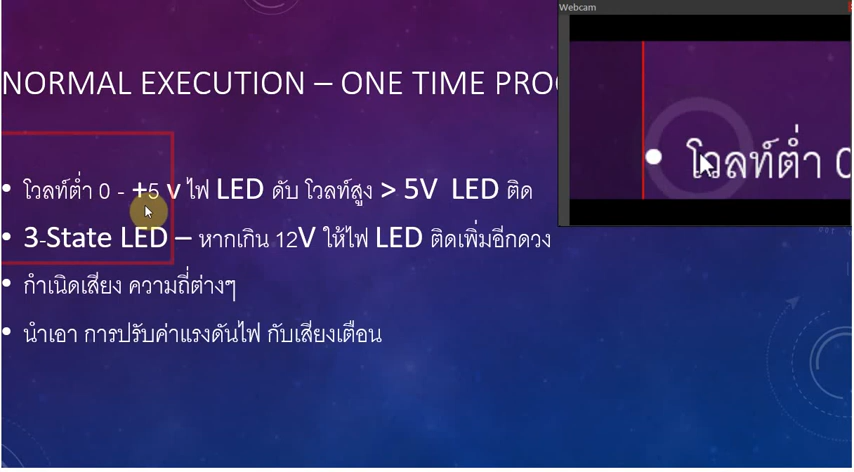 Webcam
NORMAL EXECUTION – ONE TIME PRO
• โวลท์ต่ำ 0 - +5 v ไฟ LED ดับ โวลท์สูง > 5V LED ติด
• 3-State LED – หากเกิน 12V ให้ไฟ LED ติดเพิ่มอีกดวง
• กำเนิดเสียง ความถี่ต่างๆ
• นำเอา การปรับค่าแรงดันไฟ กับเสียงเตือน
• โวลท์ต่ำ 0